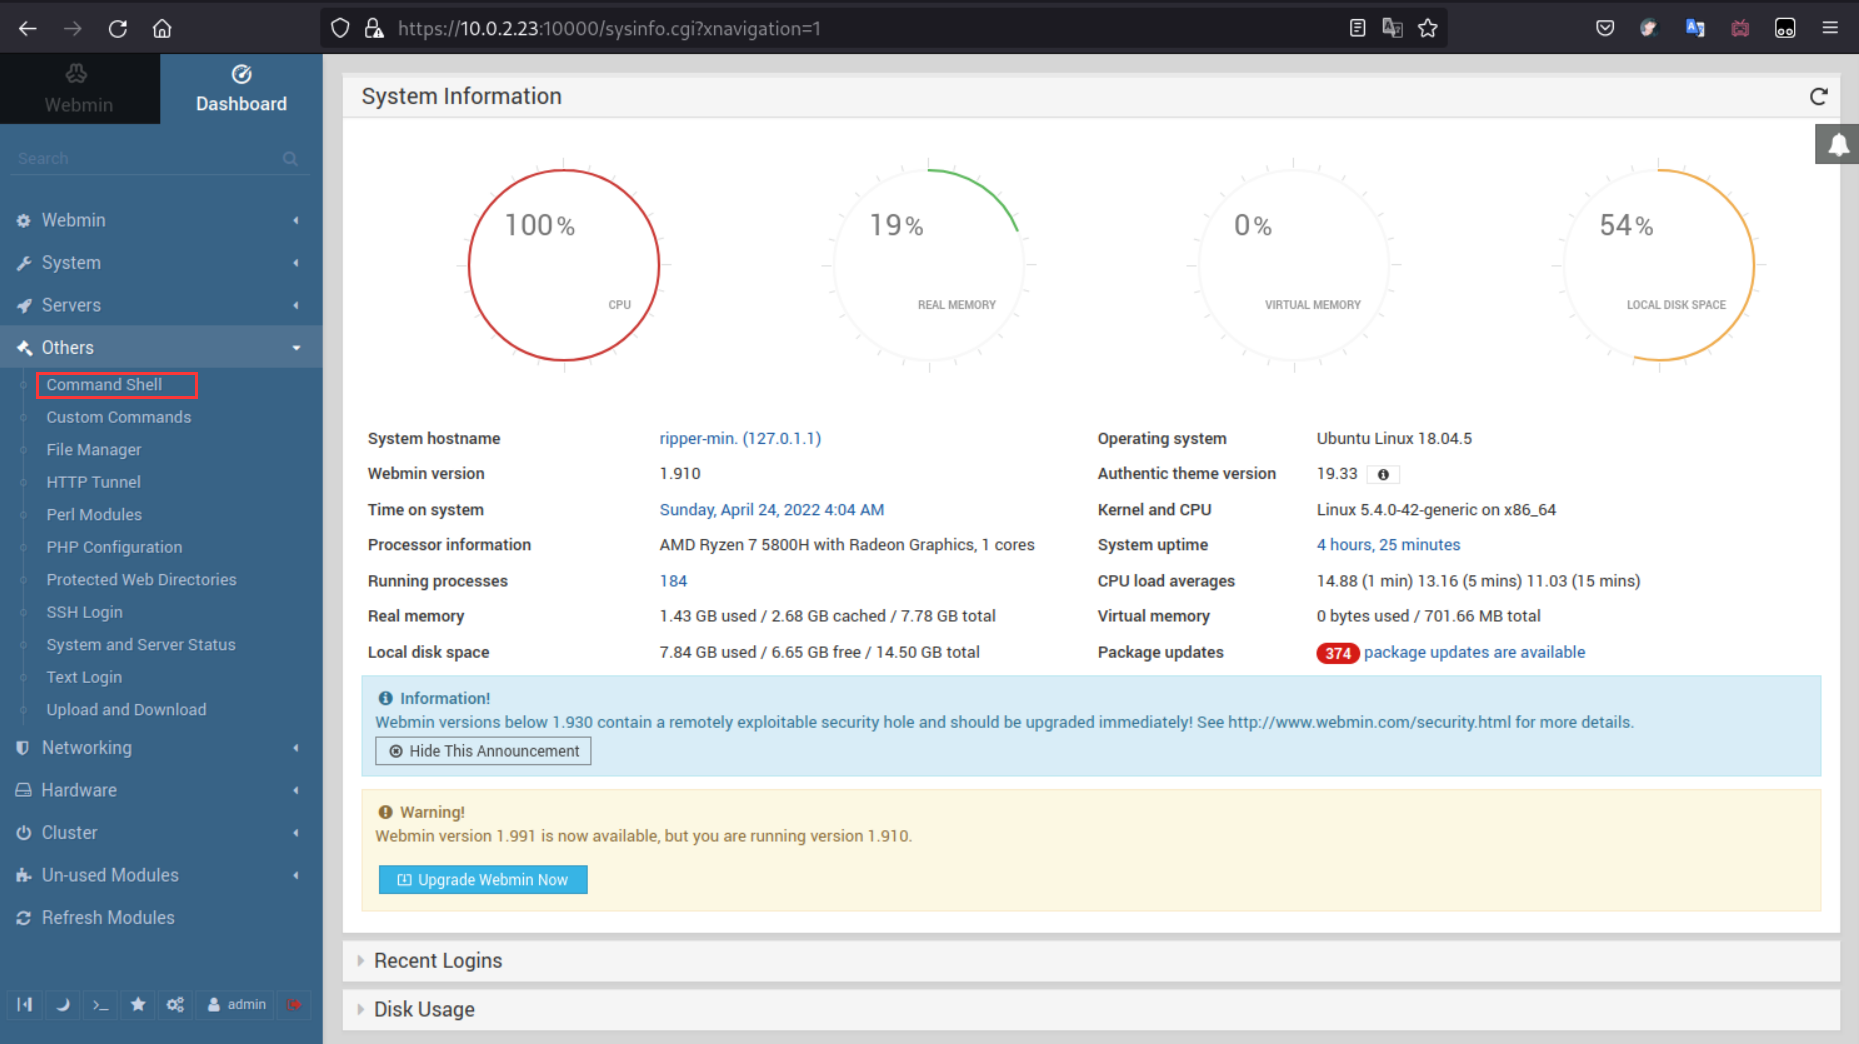 https://10.0.2.23:10000/sysinfo.cgi?xnavigation=1
Webmin
Dashboard
Search
Webmin
System
Servers
Others
Command Shell
Custom Commands
File Manager
HTTP Tunnel
Perl Modules
PHP Configuration
Protected Web Directories
SSH Login
System and Server Status
Text Login
Upload and Download
Networking
Hardware
Cluster
Un-used Modules
Refresh Modules
admin
System Information
100%
CPU
19%
REAL MEMORY
0%
VIRTUAL MEMORY
54%
LOCAL DISK SPACE
System hostname ripper-min. (127.0.1.1) Operating system Ubuntu Linux 18.04.5
Webmin version 1.910 Authentic theme version 19.33
Time on system Sunday, April 24, 2022 4:04 AM Kernel and CPU Linux 5.4.0-42-generic on x86_64
Processor information AMD Ryzen 7 5800H with Radeon Graphics, 1 cores System uptime 4 hours, 25 minutes
Running processes 184 CPU load averages 14.88 (1 min) 13.16 (5 mins) 11.03 (15 mins)
Real memory 1.43 GB used / 2.68 GB cached / 7.78 GB total Virtual memory 0 bytes used / 701.66 MB total
Local disk space 7.84 GB used / 6.65 GB free / 14.50 GB total Package updates 374 package updates are available
Information!
Webmin versions below 1.930 contain a remotely exploitable security hole and should be upgraded immediately! See http://www.webmin.com/security.html for more details.
Hide This Announcement
Warning!
Webmin version 1.991 is now available, but you are running version 1.910.
Upgrade Webmin Now
Recent Logins
Disk Usage